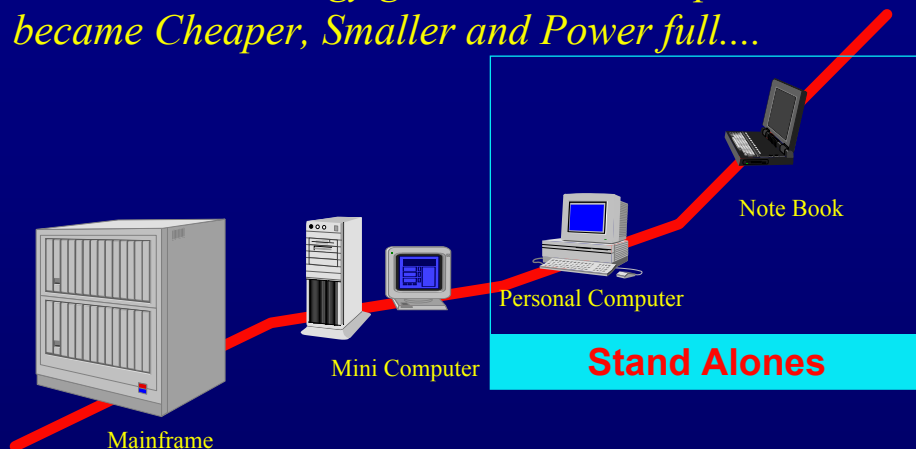 became Cheaper, Smaller and Power full....
Note Book
Personal Computer
Mini Computer
Stand Alones
Mainframe